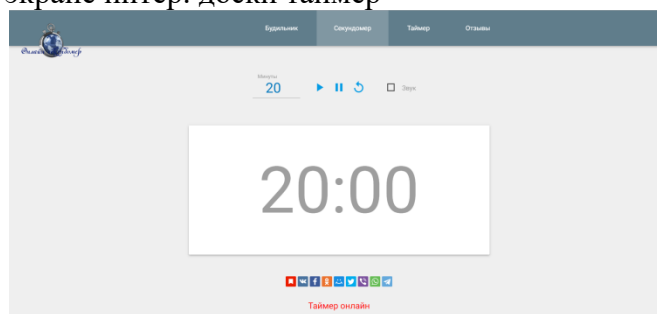 экране интер. доски таймер
Будильник Секундомер Таймер Отзывы
Минуты
20 Звук
20:00
Таймер онлайн